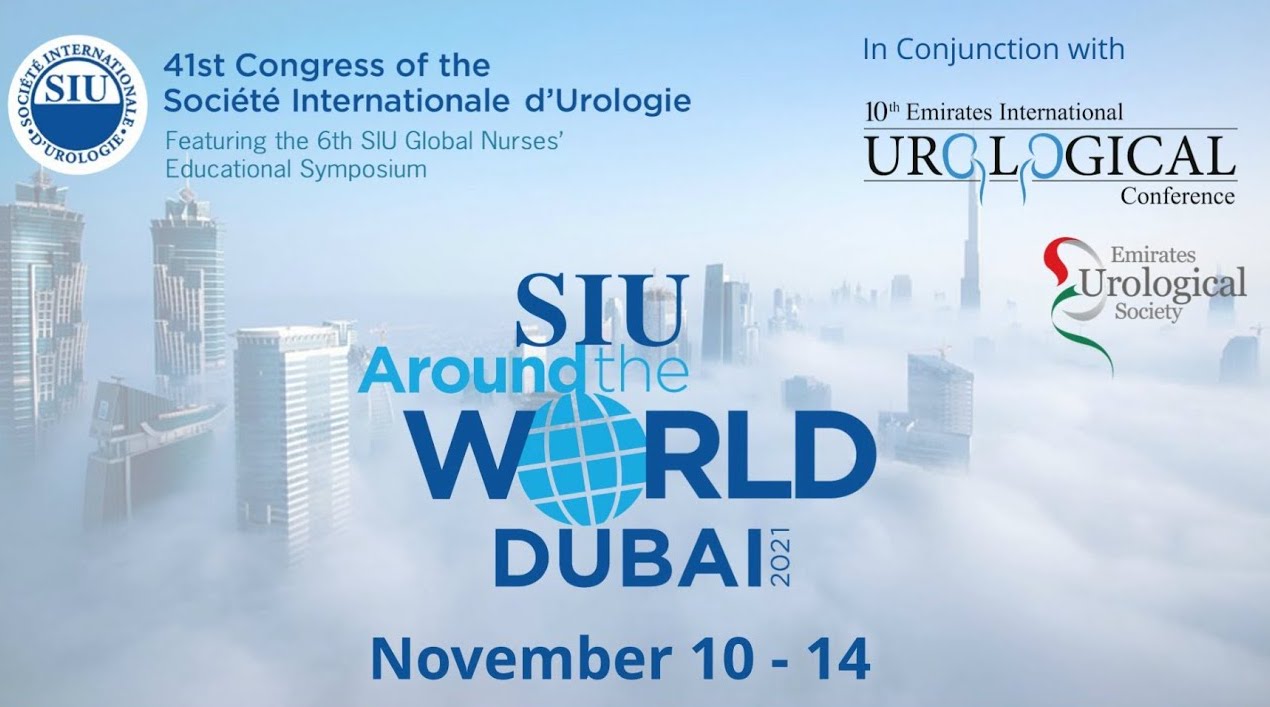 SOCIÉTÉ INTERNATIONALE
SIU
• D'UROLOGIE •
41st Congress of the
Société Internationale d'Urologie
Featuring the 6th SIU Global Nurses'
Educational Symposium
In Conjunction with
10th Emirates International
UROLOGICAL
Conference
Emirates
Urological
Society
SIU
Around the
WORLD
DUBAI 2021
November 10 - 14